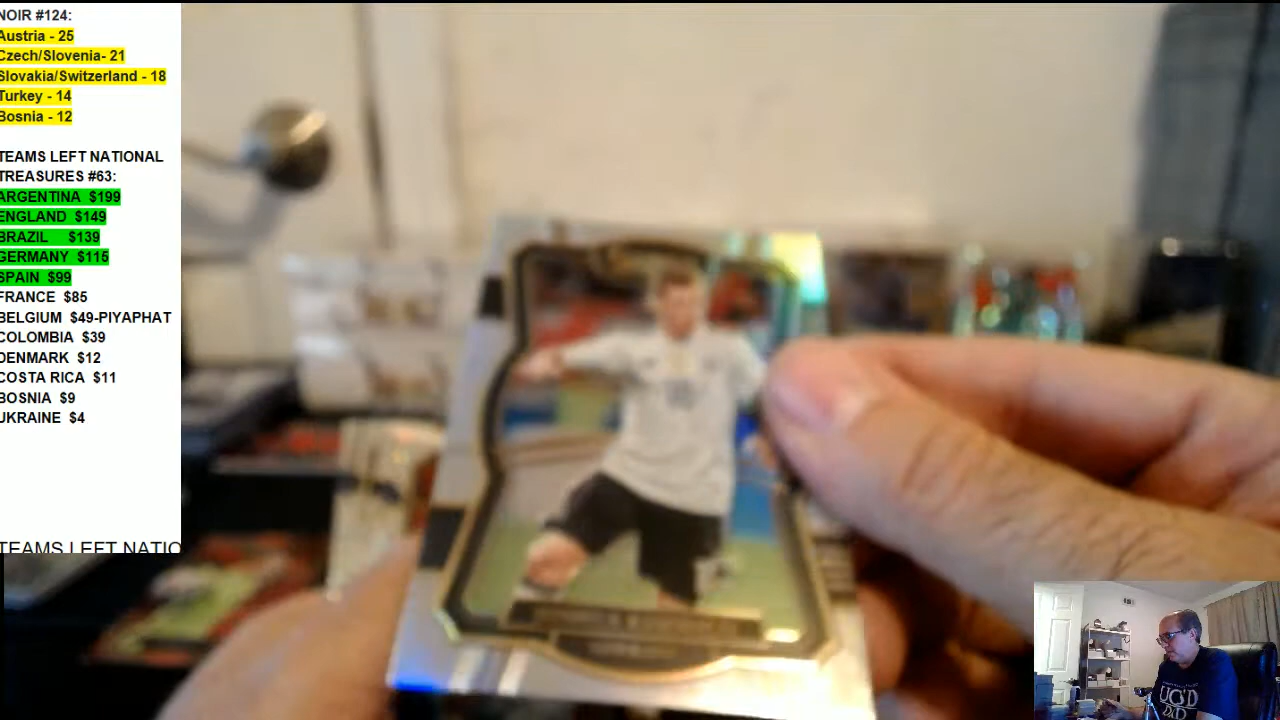 NOIR #124:
Austria - 25
Czech/Slovenia- 21
Slovakia/Switzerland - 18
Turkey - 14
Bosnia - 12
TEAMS LEFT NATIONAL
TREASURES #63:
ARGENTINA $199
ENGLAND $149
BRAZIL $139
GERMANY $115
SPAIN $99
FRANCE $85
BELGIUM $49-PIYAPHAT
COLOMBIA $39
DENMARK $12
COSTA RICA $11
BOSNIA $9
UKRAINE $4
TEAMS LEFT NATIO
UCSD
DAD